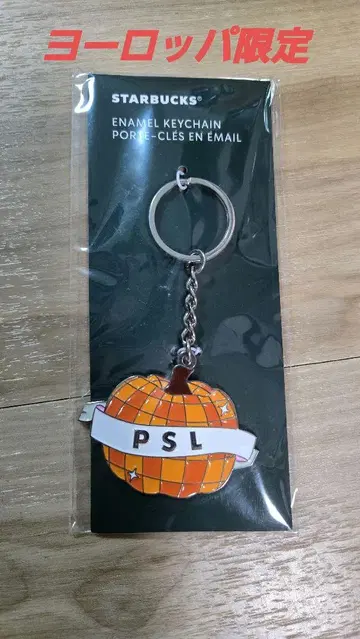 ヨーロッパ限定
STARBUCKS®
ENAMEL KEYCHAIN
PORTE-CLÉS EN ÉMAIL
PSL